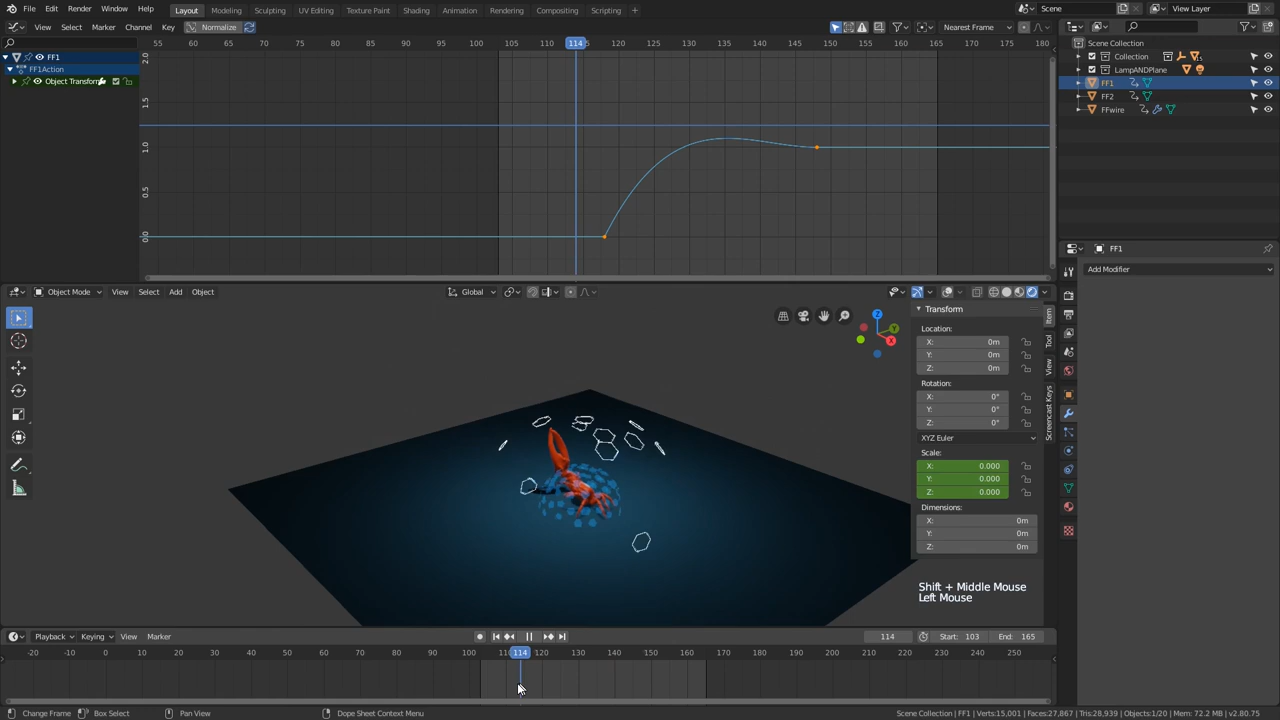 File Edit Render Window Help Layout Modeling Sculpting UV Editing Texture Paint Shading Animation Rendering Compositing Scripting + Scene View Layer
View Select Marker Channel Key Normalize Nearest Frame
55 60 65 70 75 80 85 90 95 105 110 114 120 125 130 135 140 145 150 155 160 165 170 175 180
FF1
FF1Action
Object Transform
2.0
1.5
1.0
0.5
0.0
Scene Collection
Collection
LampANDPlane
FF1
FF2
FFwire
FF1
Add Modifier
Object Mode View Select Add Object Global
Z
Y
X
Transform
Location:
X: 0m
Y: 0m
Z: 0m
Rotation:
X: 0°
Y: 0°
Z: 0°
XYZ Euler
Scale:
X: 0.000
Y: 0.000
Z: 0.000
Dimensions:
X: 0m
Y: 0m
Z: 0m
Item
Tool
View
Screencast Keys
Shift + Middle Mouse
Left Mouse
Playback Keying View Marker 114 Start: 103 End: 165
-20 -10 0 10 20 30 40 50 60 70 80 90 100 114 120 130 140 150 160 170 180 190 200 210 220 230 240 250
Change Frame Box Select Pan View Dope Sheet Context Menu Scene Collection | FF1 | Verts:15,001 | Faces:27,867 | Tris:28,939 | Objects:1/20 | Mem: 72.2 MB | v2.80.75